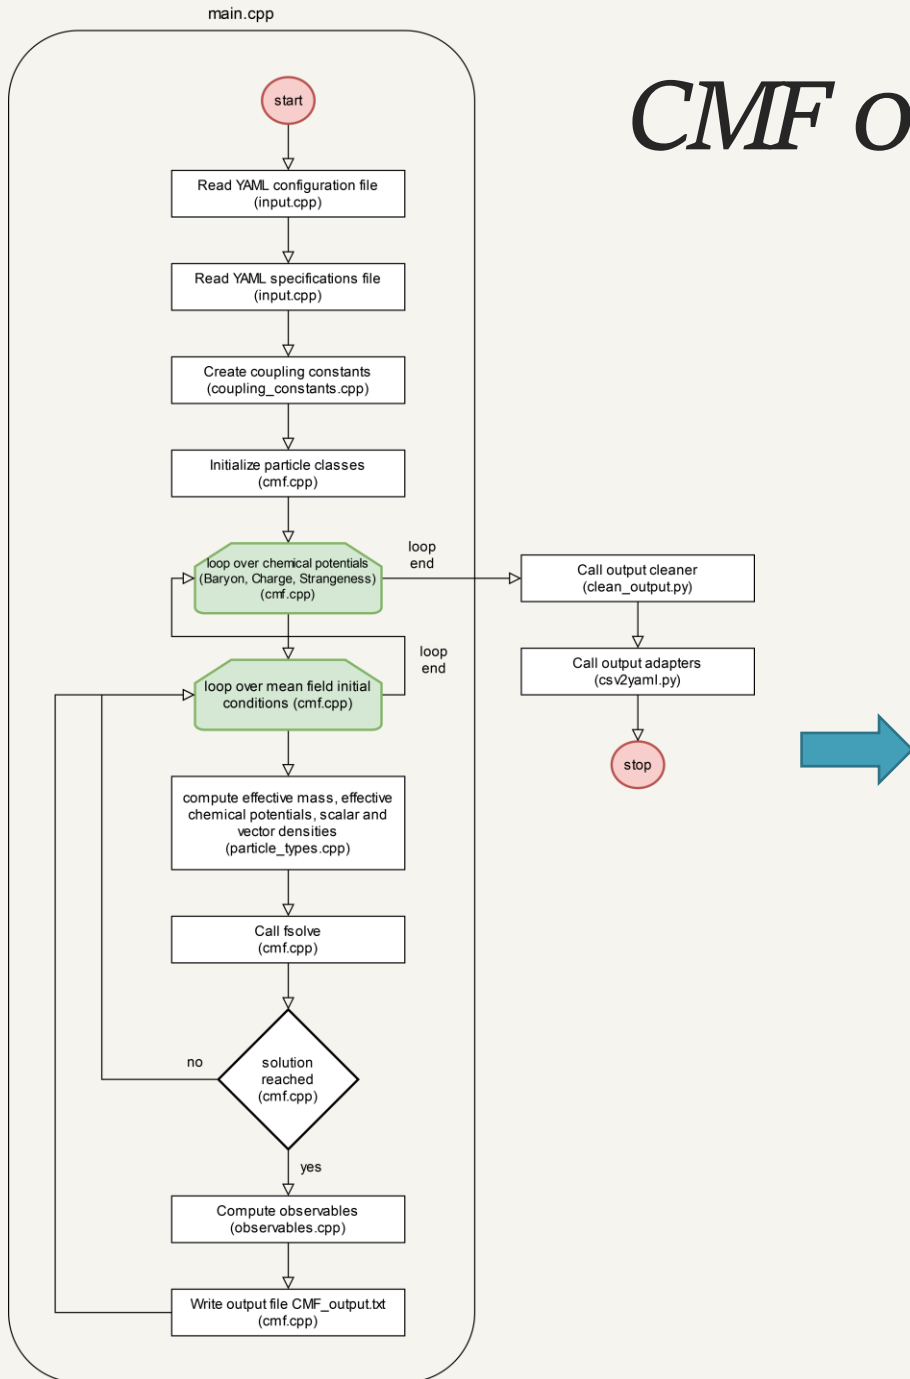 main.cpp
CMF o
start
Read YAML configuration file
(input.cpp)
Read YAML specifications file
(input.cpp)
Create coupling constants
(coupling_constants.cpp)
Initialize particle classes
(cmf.cpp)
loop over chemical potentials
(Baryon, Charge, Strangeness)
(cmf.cpp)
loop
end
Call output cleaner
(clean_output.py)
Call output adapters
(csv2yaml.py)
stop
loop
end
loop over mean field initial
conditions (cmf.cpp)
compute effective mass, effective
chemical potentials, scalar and
vector densities
(particle_types.cpp)
Call fsolve
(cmf.cpp)
solution
reached
(cmf.cpp)
no
yes
Compute observables
(observables.cpp)
Write output file CMF_output.txt
(cmf.cpp)